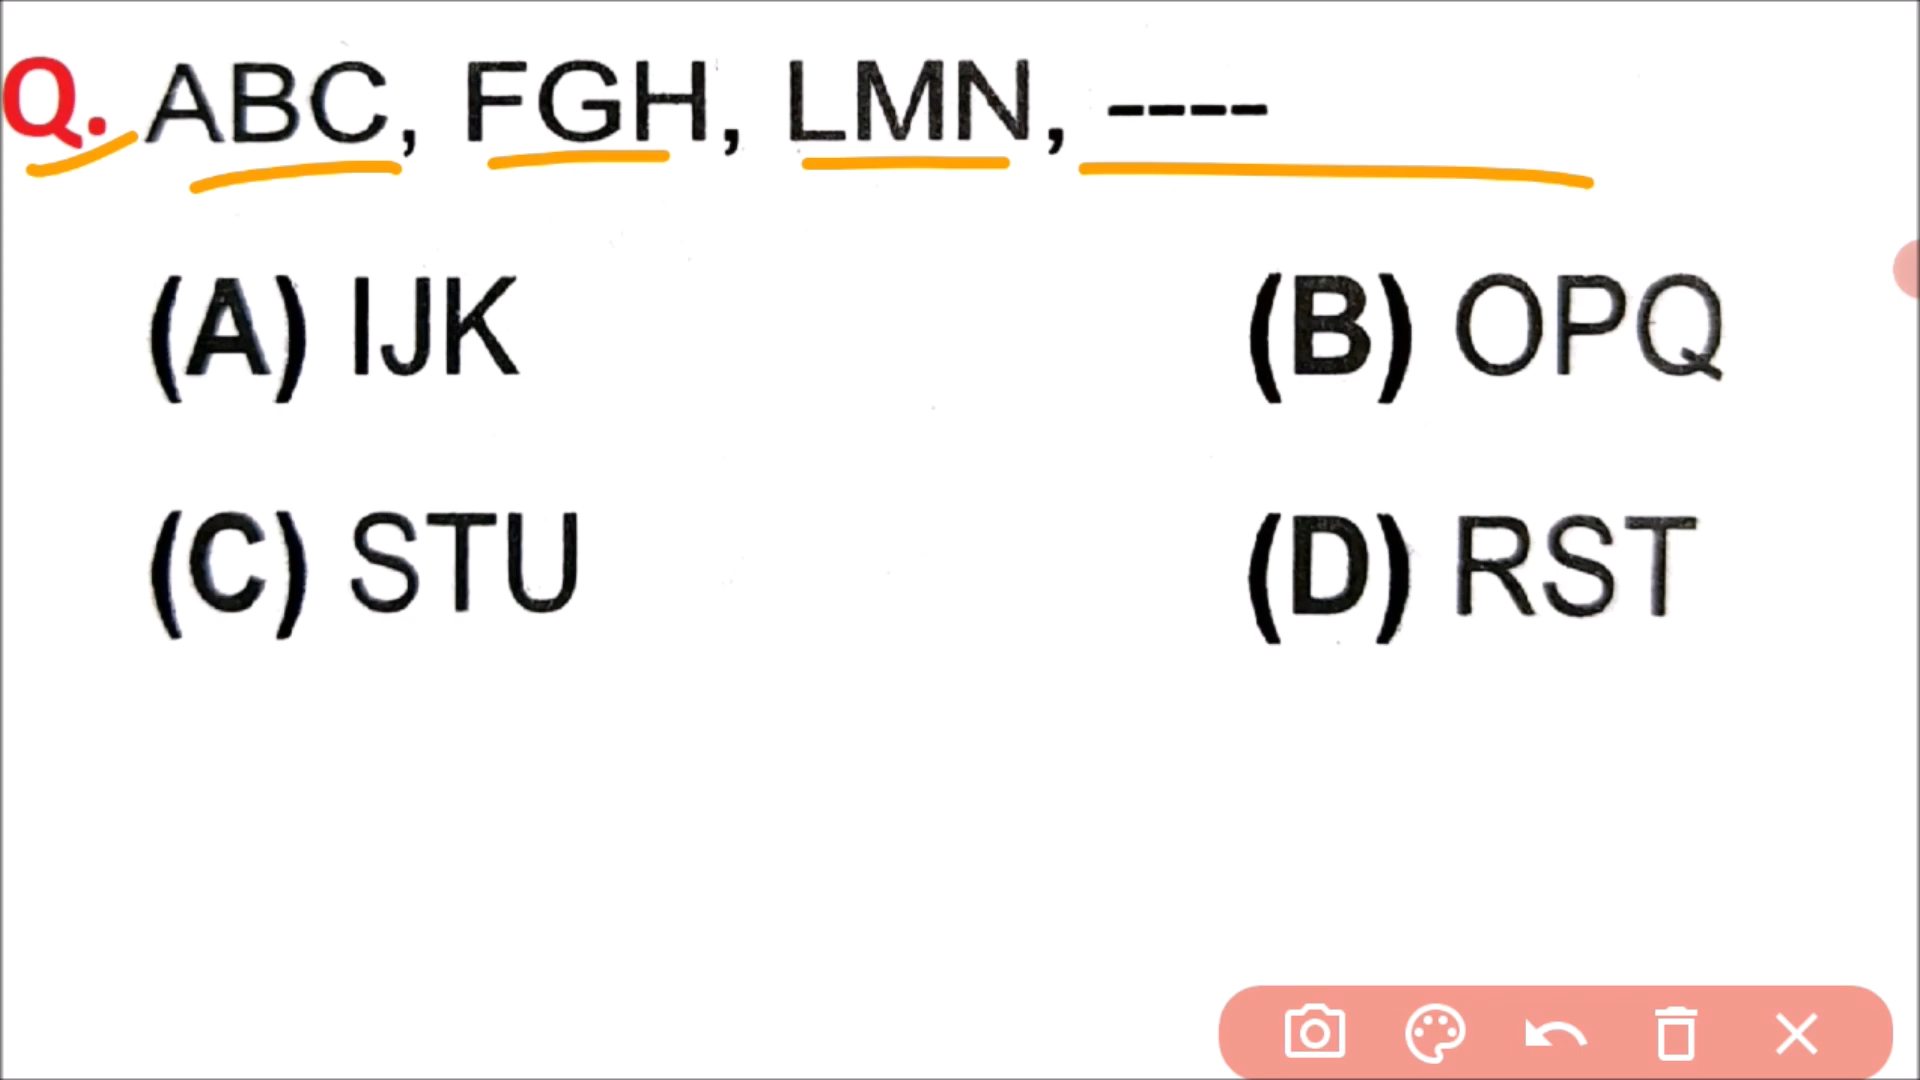 Q. ABC, FGH, LMN, ----
(A) IJK (B) OPQ
(C) STU (D) RST